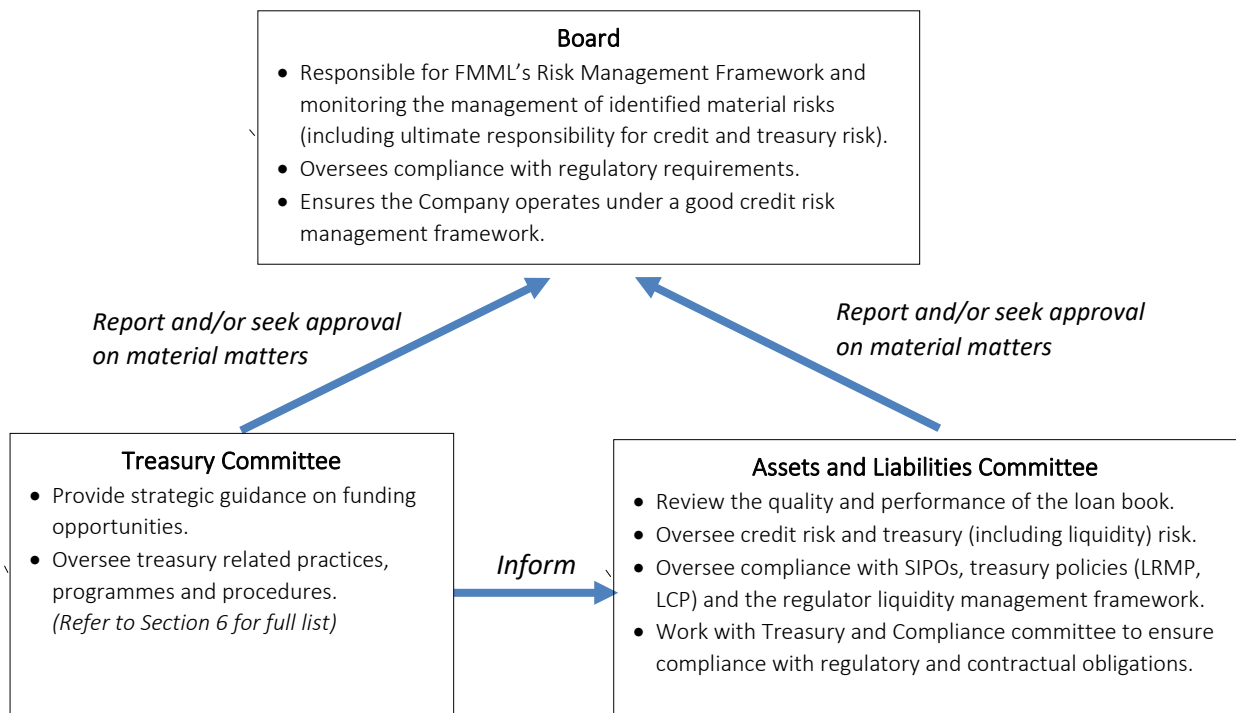 Board
• Responsible for FMML’s Risk Management Framework and
monitoring the management of identified material risks
(including ultimate responsibility for credit and treasury risk).
• Oversees compliance with regulatory requirements.
• Ensures the Company operates under a good credit risk
management framework.
Report and/or seek approval
on material matters
Report and/or seek approval
on material matters
Treasury Committee
• Provide strategic guidance on funding
opportunities.
• Oversee treasury related practices,
programmes and procedures.
(Refer to Section 6 for full list)
Inform
Assets and Liabilities Committee
• Review the quality and performance of the loan book.
• Oversee credit risk and treasury (including liquidity) risk.
• Oversee compliance with SIPOs, treasury policies (LRMP,
LCP) and the regulator liquidity management framework.
• Work with Treasury and Compliance committee to ensure
compliance with regulatory and contractual obligations.